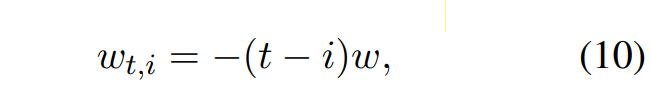 w_{t,i} = −(t − i)w, (10)